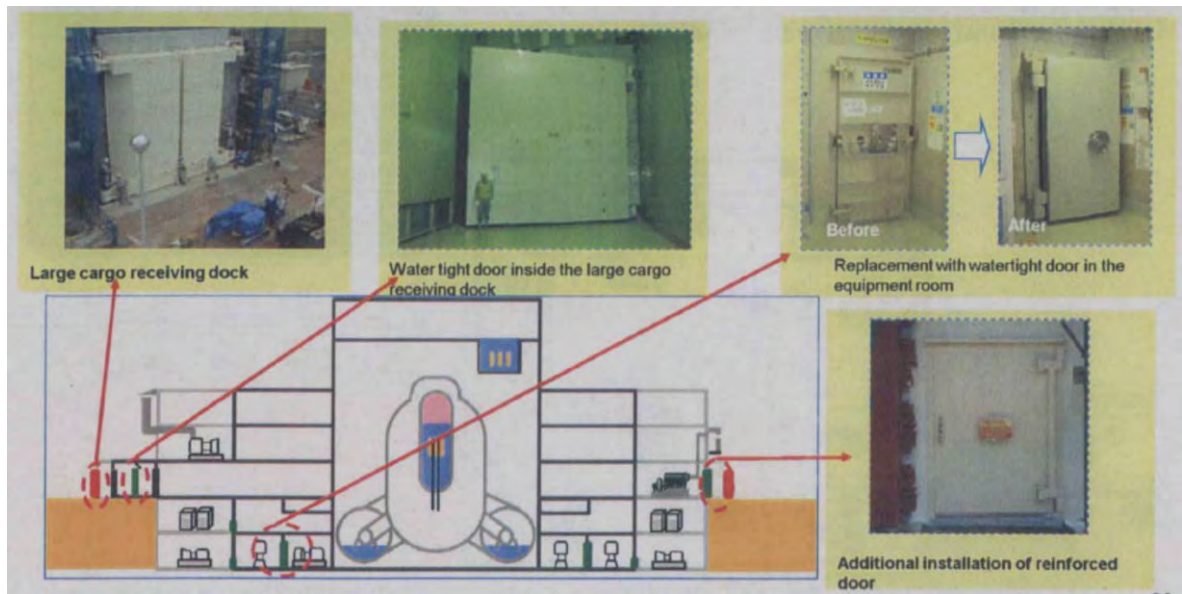 Large cargo receiving dock
Water tight door inside the large cargo
receiving dock
Before
After
Replacement with watertight door in the
equipment room
Additional installation of reinforced
door